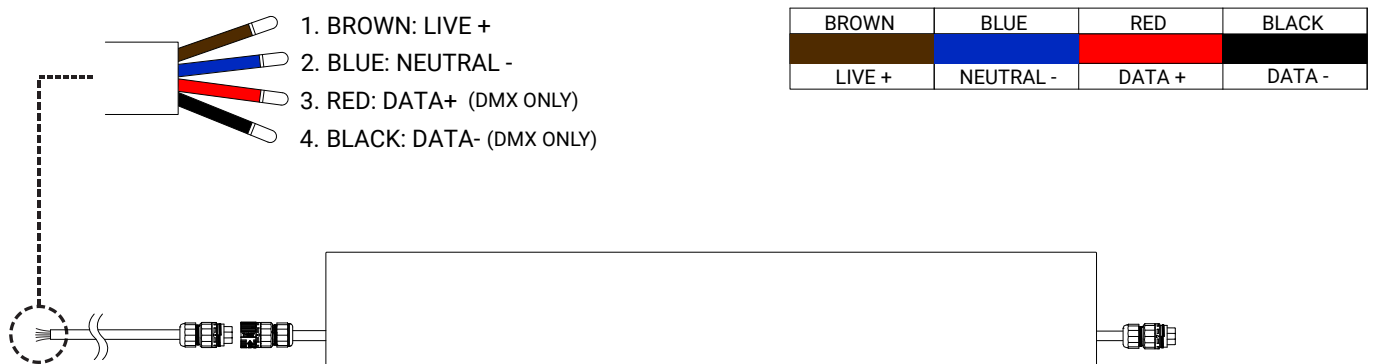 1. BROWN: LIVE +
2. BLUE: NEUTRAL -
3. RED: DATA+ (DMX ONLY)
4. BLACK: DATA- (DMX ONLY)
BROWN BLUE RED BLACK
LIVE + NEUTRAL - DATA + DATA -